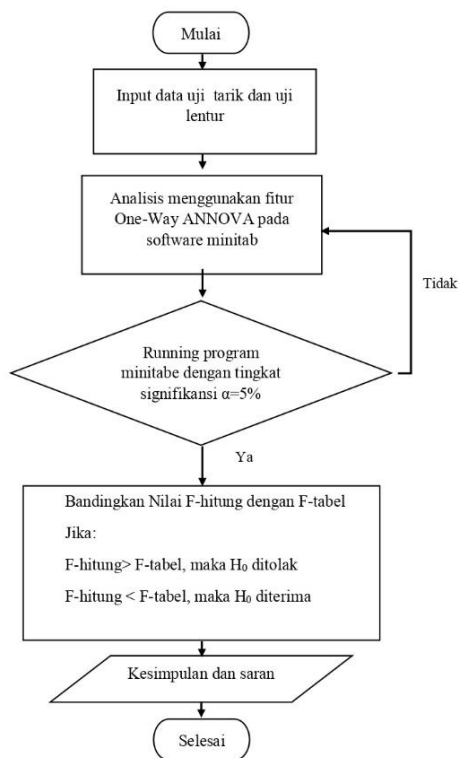 Mulai
Input data uji tarik dan uji
lentur
Analisis menggunakan fitur
One-Way ANNOVA pada
software minitab
Tidak
Running program
minitabe dengan tingkat
signifikansi α=5%
Ya
Bandingkan Nilai F-hitung dengan F-tabel
Jika:
F-hitung> F-tabel, maka H₀ ditolak
F-hitung < F-tabel, maka H₀ diterima
Kesimpulan dan saran
Selesai